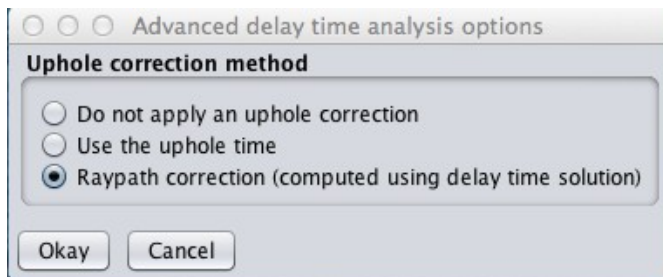 Advanced delay time analysis options
Uphole correction method
Do not apply an uphole correction
Use the uphole time
Raypath correction (computed using delay time solution)
Okay Cancel